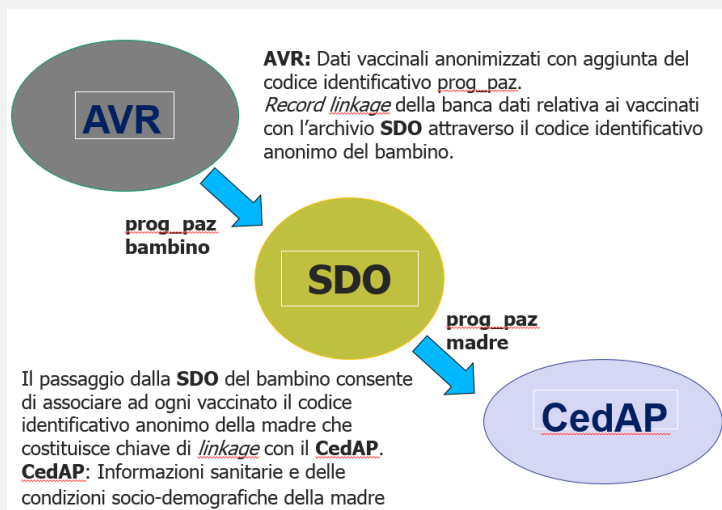 AVR
AVR: Dati vaccinali anonimizzati con aggiunta del
codice identificativo prog_paz.
Record linkage della banca dati relativa ai vaccinati
con l'archivio SDO attraverso il codice identificativo
anonimo del bambino.
prog_paz
bambino
SDO
prog_paz
madre
Il passaggio dalla SDO del bambino consente
di associare ad ogni vaccinato il codice
identificativo anonimo della madre che
costituisce chiave di linkage con il CedAP.
CedAP: Informazioni sanitarie e delle
condizioni socio-demografiche della madre
CedAP